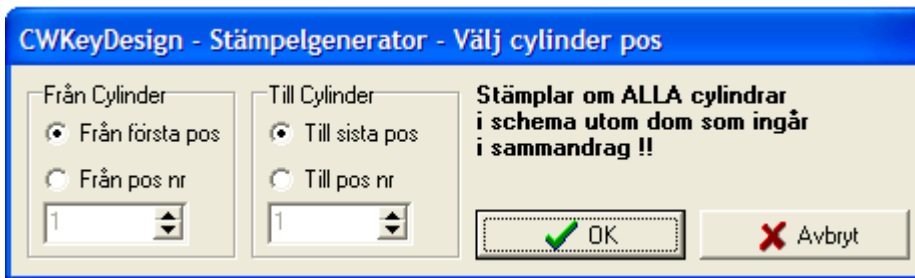 CWKeyDesign - Stämpelgenerator - Välj cylinder pos
Från Cylinder
Från första pos
Från pos nr
1
Till Cylinder
Till sista pos
Till pos nr
1
Stämplar om ALLA cylindrar
i schema utom dom som ingår
i sammandrag !!
OK
Avbryt